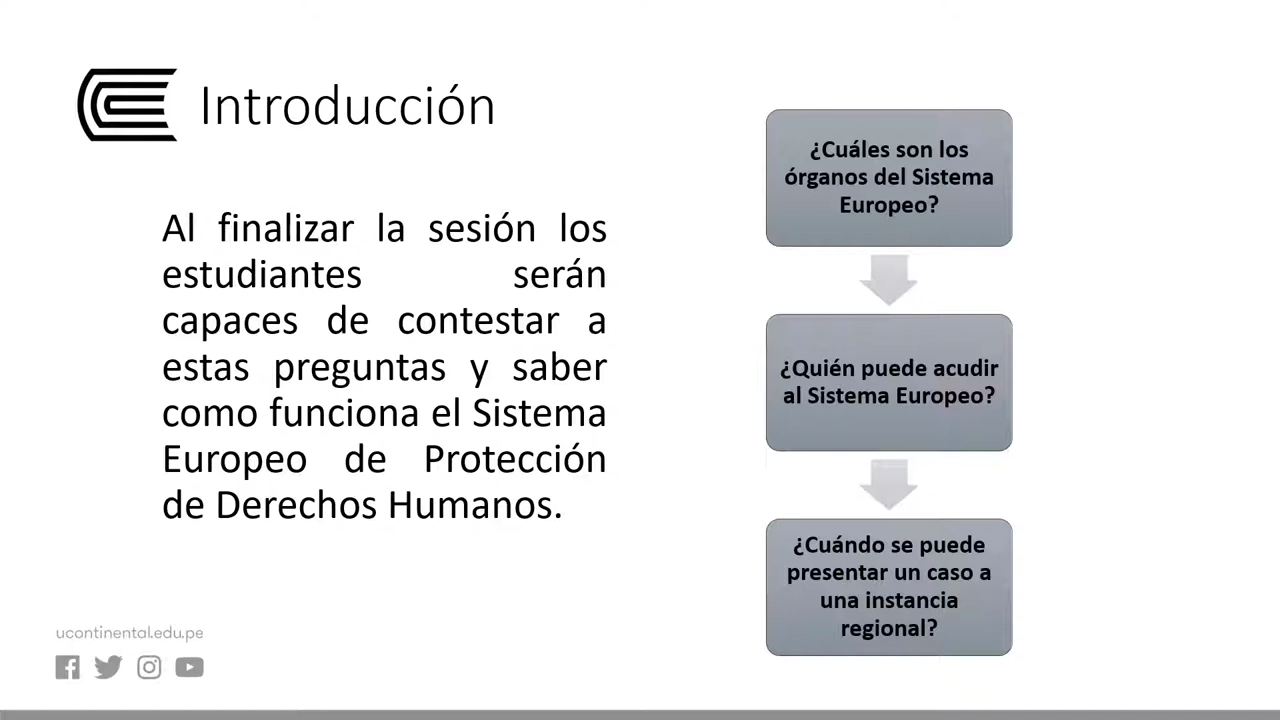 Introducción
Al finalizar la sesión los
estudiantes serán
capaces de contestar a
estas preguntas y saber
como funciona el Sistema
Europeo de Protección
de Derechos Humanos.
¿Cuáles son los
órganos del Sistema
Europeo?
¿Quién puede acudir
al Sistema Europeo?
¿Cuándo se puede
presentar un caso a
una instancia
regional?
ucontinental.edu.pe